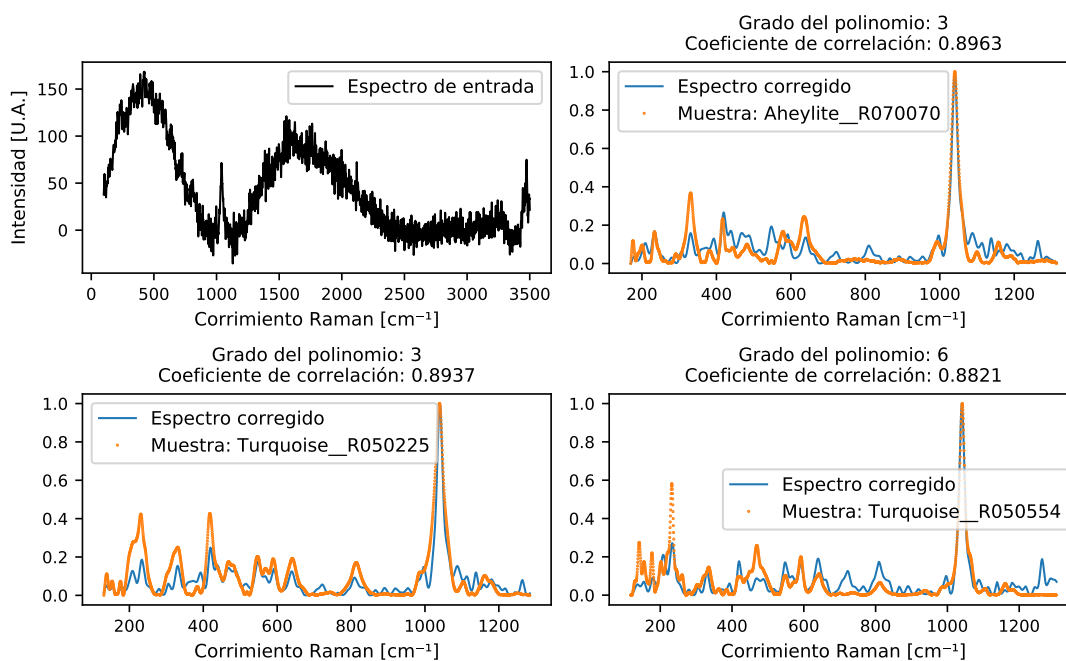 Espectro de entrada
150
100
50
0
Intensidad [U.A.]
0 500 1000 1500 2000 2500 3000 3500
Corrimiento Raman [cm⁻¹]
Grado del polinomio: 3
Coeficiente de correlación: 0.8963
Espectro corregido
Muestra: Aheylite__R070070
1.0
0.8
0.6
0.4
0.2
0.0
200 400 600 800 1000 1200
Corrimiento Raman [cm⁻¹]
Grado del polinomio: 3
Coeficiente de correlación: 0.8937
Espectro corregido
Muestra: Turquoise__R050225
1.0
0.8
0.6
0.4
0.2
0.0
200 400 600 800 1000 1200
Corrimiento Raman [cm⁻¹]
Grado del polinomio: 6
Coeficiente de correlación: 0.8821
Espectro corregido
Muestra: Turquoise__R050554
1.0
0.8
0.6
0.4
0.2
0.0
200 400 600 800 1000 1200
Corrimiento Raman [cm⁻¹]